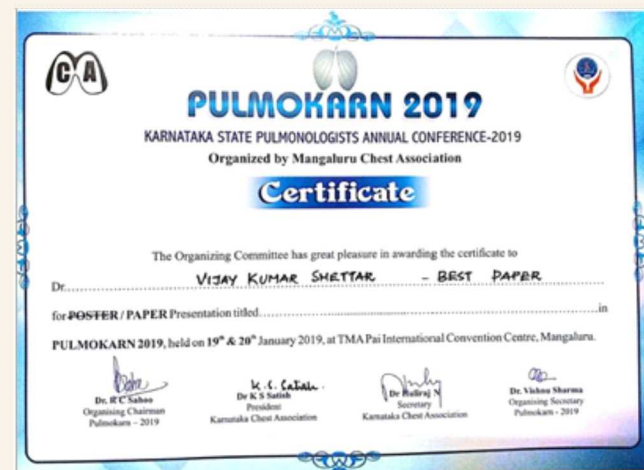 CA
PULMOKARN 2019
KARNATAKA STATE PULMONOLOGISTS ANNUAL CONFERENCE-2019
Organized by Mangaluru Chest Association
Certificate
The Organizing Committee has great pleasure in awarding the certificate to
Dr. VIJAY KUMAR SHETTAR - BEST PAPER
for POSTER / PAPER Presentation titled in
PULMOKARN 2019, held on 19th & 20th January 2019, at TMA Pai International Convention Centre, Mangaluru.
K. S. Satish
Dr. R C Sahoo
Organising Chairman
Pulmokarn – 2019
Dr K S Satish
President
Karnataka Chest Association
Dr Muliraj N
Secretary
Karnataka Chest Association
Dr. Vishnu Sharma
Organising Secretary
Pulmokarn - 2019